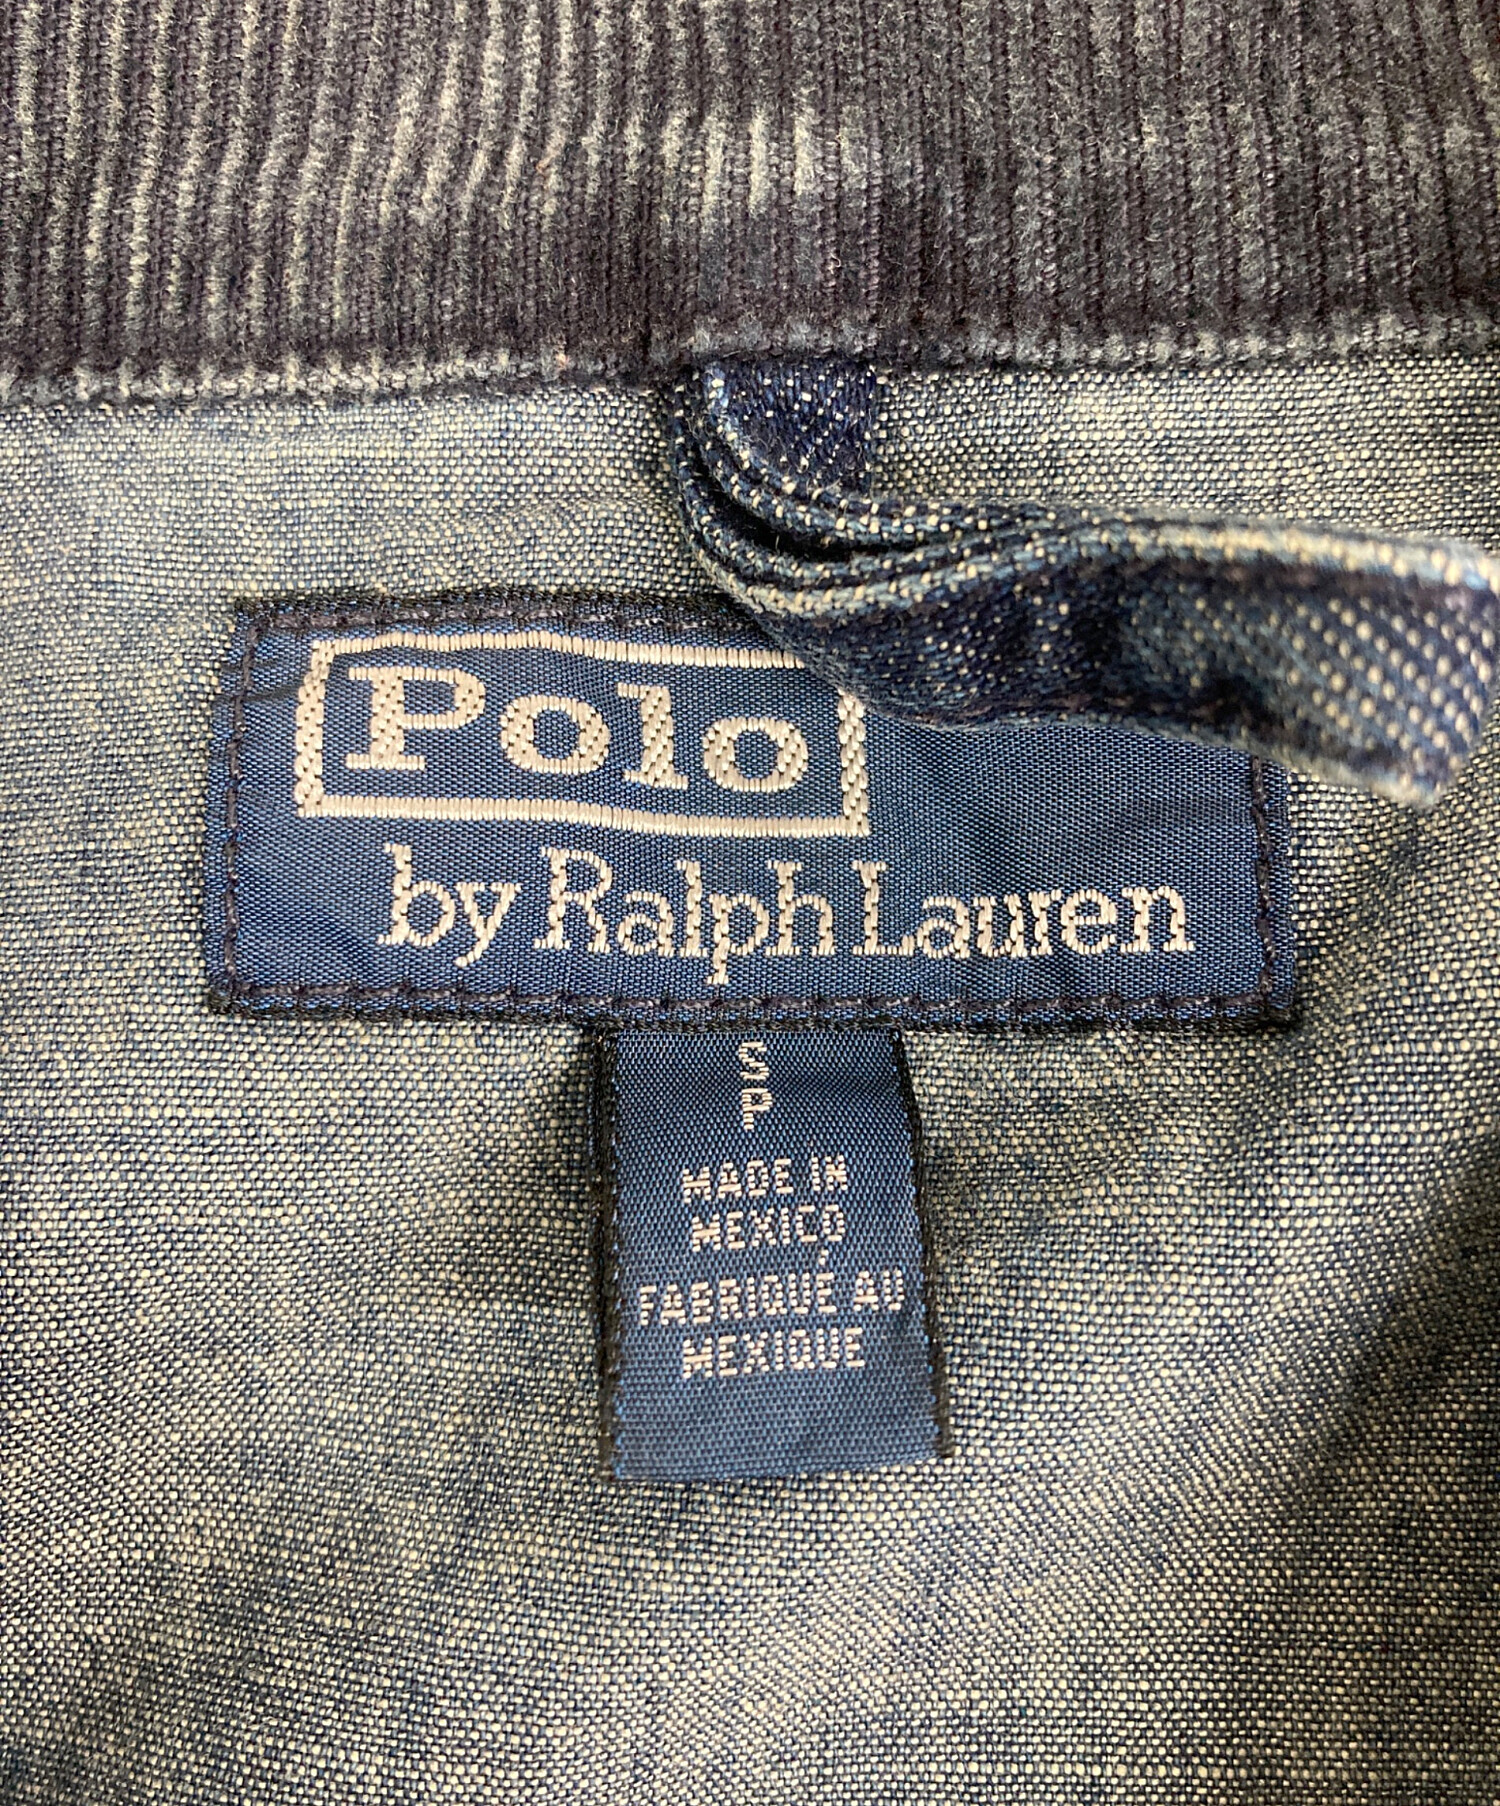 Polo
by Ralph Lauren
S
P
MADE IN
MEXICO
FABRIQUÉ AU
MEXIQUE